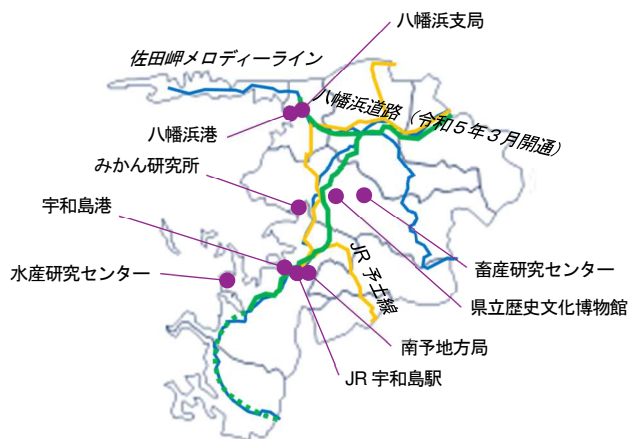 八幡浜支局
佐田岬メロディーライン
八幡浜道路（令和５年３月開通）
八幡浜港
みかん研究所
宇和島港
水産研究センター
畜産研究センター
JR 予土線
県立歴史文化博物館
南予地方局
JR 宇和島駅